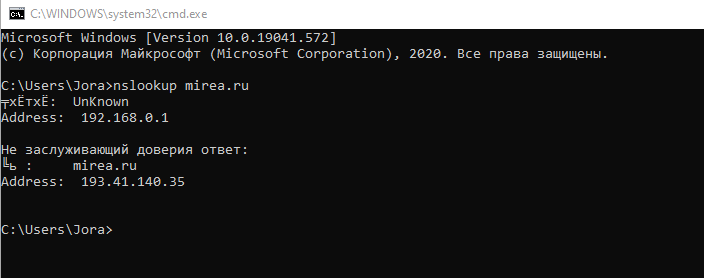 C:\WINDOWS\system32\cmd.exe
Microsoft Windows [Version 10.0.19041.572]
(c) Корпорация Майкрософт (Microsoft Corporation), 2020. Все права защищены.
C:\Users\Jora>nslookup mirea.ru
╤хЁтхЁ:  UnKnown
Address:  192.168.0.1
Не заслуживающий доверия ответ:
╚ь :     mirea.ru
Address:  193.41.140.35
C:\Users\Jora>